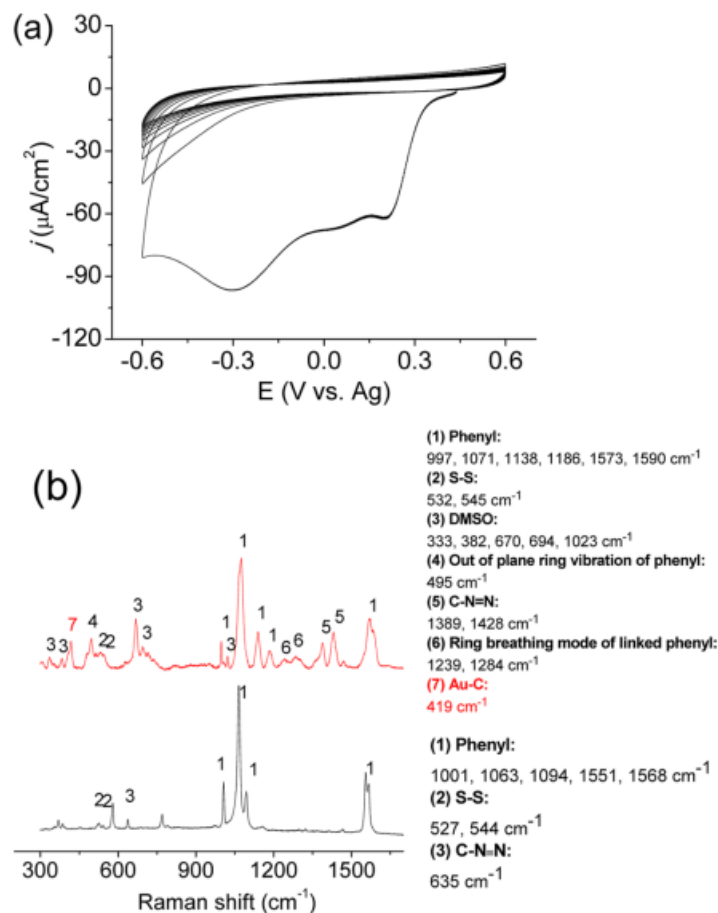 (a)
30
0
-30
-60
-90
-120
j (μA/cm²)
-0.6 -0.3 0.0 0.3 0.6
E (V vs. Ag)
(b)
(1) Phenyl:
997, 1071, 1138, 1186, 1573, 1590 cm⁻¹
(2) S-S:
532, 545 cm⁻¹
(3) DMSO:
333, 382, 670, 694, 1023 cm⁻¹
(4) Out of plane ring vibration of phenyl:
495 cm⁻¹
(5) C-N=N:
1389, 1428 cm⁻¹
(6) Ring breathing mode of linked phenyl:
1239, 1284 cm⁻¹
(7) Au-C:
419 cm⁻¹
3 3 7 4 2 2 3 3 1 3 1 1 1 6 6 5 5 1
(1) Phenyl:
1001, 1063, 1094, 1551, 1568 cm⁻¹
(2) S-S:
527, 544 cm⁻¹
(3) C-N=N:
635 cm⁻¹
2 2 3 1 1 1 1
300 600 900 1200 1500
Raman shift (cm⁻¹)